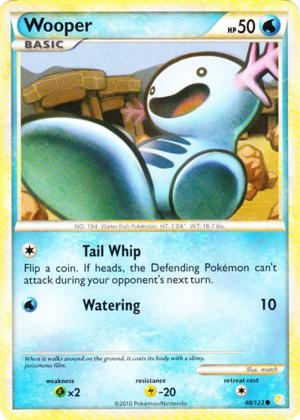 Wooper
HP 50
BASIC
NO. 194 Water Fish Pokémon. HT: 1'04" WT: 18.7 lbs.
Tail Whip
Flip a coin. If heads, the Defending Pokémon can't
attack during your opponent's next turn.
Watering 10
When it walks around on the ground, it coats its body with a slimy,
poisonous film.
Illus. match
weakness resistance retreat cost
×2 -20
©2010 Pokémon/Nintendo
88/123